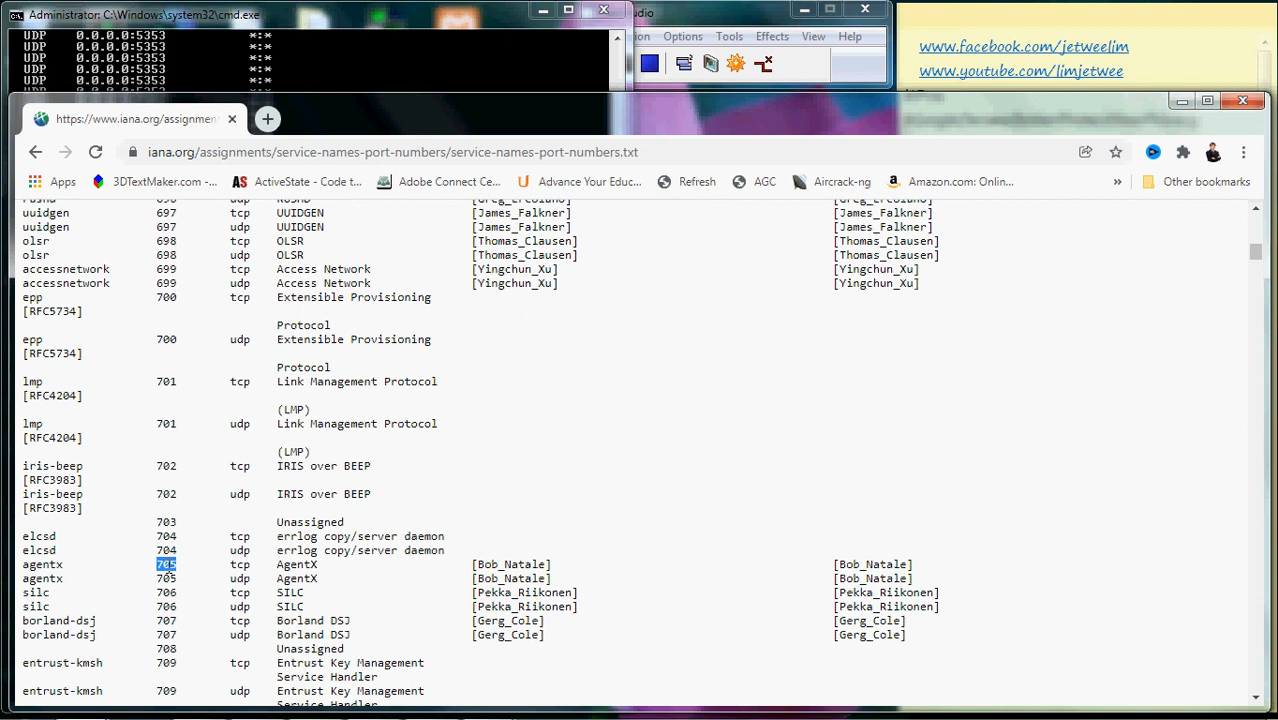 Administrator: C:\Windows\system32\cmd.exe
UDP 0.0.0.0:5353 *:*
UDP 0.0.0.0:5353 *:*
UDP 0.0.0.0:5353 *:*
UDP 0.0.0.0:5353 *:*
Options Tools Effects View Help
www.facebook.com/jetweelim
www.youtube.com/limjetwee
https://www.iana.org/assignment
iana.org/assignments/service-names-port-numbers/service-names-port-numbers.txt
Apps 3DTextMaker.com -... ActiveState - Code t... Adobe Connect Ce... Advance Your Educ... Refresh AGC Aircrack-ng Amazon.com: Onlin... » Other bookmarks
uuidgen 697 tcp UUIDGEN [James_Falkner] [James_Falkner]
uuidgen 697 udp UUIDGEN [James_Falkner] [James_Falkner]
olsr 698 tcp OLSR [Thomas_Clausen] [Thomas_Clausen]
olsr 698 udp OLSR [Thomas_Clausen] [Thomas_Clausen]
accessnetwork 699 tcp Access Network [Yingchun_Xu] [Yingchun_Xu]
accessnetwork 699 udp Access Network [Yingchun_Xu] [Yingchun_Xu]
epp 700 tcp Extensible Provisioning
[RFC5734]
Protocol
epp 700 udp Extensible Provisioning
[RFC5734]
Protocol
lmp 701 tcp Link Management Protocol
[RFC4204]
(LMP)
lmp 701 udp Link Management Protocol
[RFC4204]
(LMP)
iris-beep 702 tcp IRIS over BEEP
[RFC3983]
iris-beep 702 udp IRIS over BEEP
[RFC3983]
703 Unassigned
elcsd 704 tcp errlog copy/server daemon
elcsd 704 udp errlog copy/server daemon
agentx 705 tcp AgentX [Bob_Natale] [Bob_Natale]
agentx 705 udp AgentX [Bob_Natale] [Bob_Natale]
silc 706 tcp SILC [Pekka_Riikonen] [Pekka_Riikonen]
silc 706 udp SILC [Pekka_Riikonen] [Pekka_Riikonen]
borland-dsj 707 tcp Borland DSJ [Gerg_Cole] [Gerg_Cole]
borland-dsj 707 udp Borland DSJ [Gerg_Cole] [Gerg_Cole]
708 Unassigned
entrust-kmsh 709 tcp Entrust Key Management
Service Handler
entrust-kmsh 709 udp Entrust Key Management
Service Handler